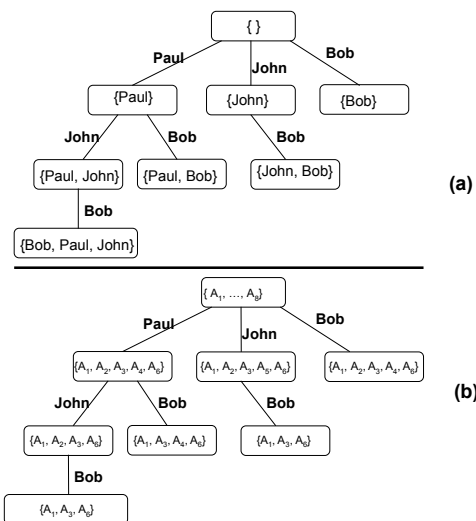 { }
Paul
John
Bob
{Paul}
{John}
{Bob}
John
Bob
Bob
{Paul, John}
{Paul, Bob}
{John, Bob}
(a)
Bob
{Bob, Paul, John}
{ A₁, …, A₈}
Paul
John
Bob
{A₁, A₂, A₃, A₄, A₆}
{A₁, A₂, A₃, A₅, A₆}
{A₁, A₂, A₃, A₄, A₆}
(b)
John
Bob
Bob
{A₁, A₂, A₃, A₆}
{A₁, A₃, A₄, A₆}
{A₁, A₃, A₆}
Bob
{A₁, A₃, A₆}